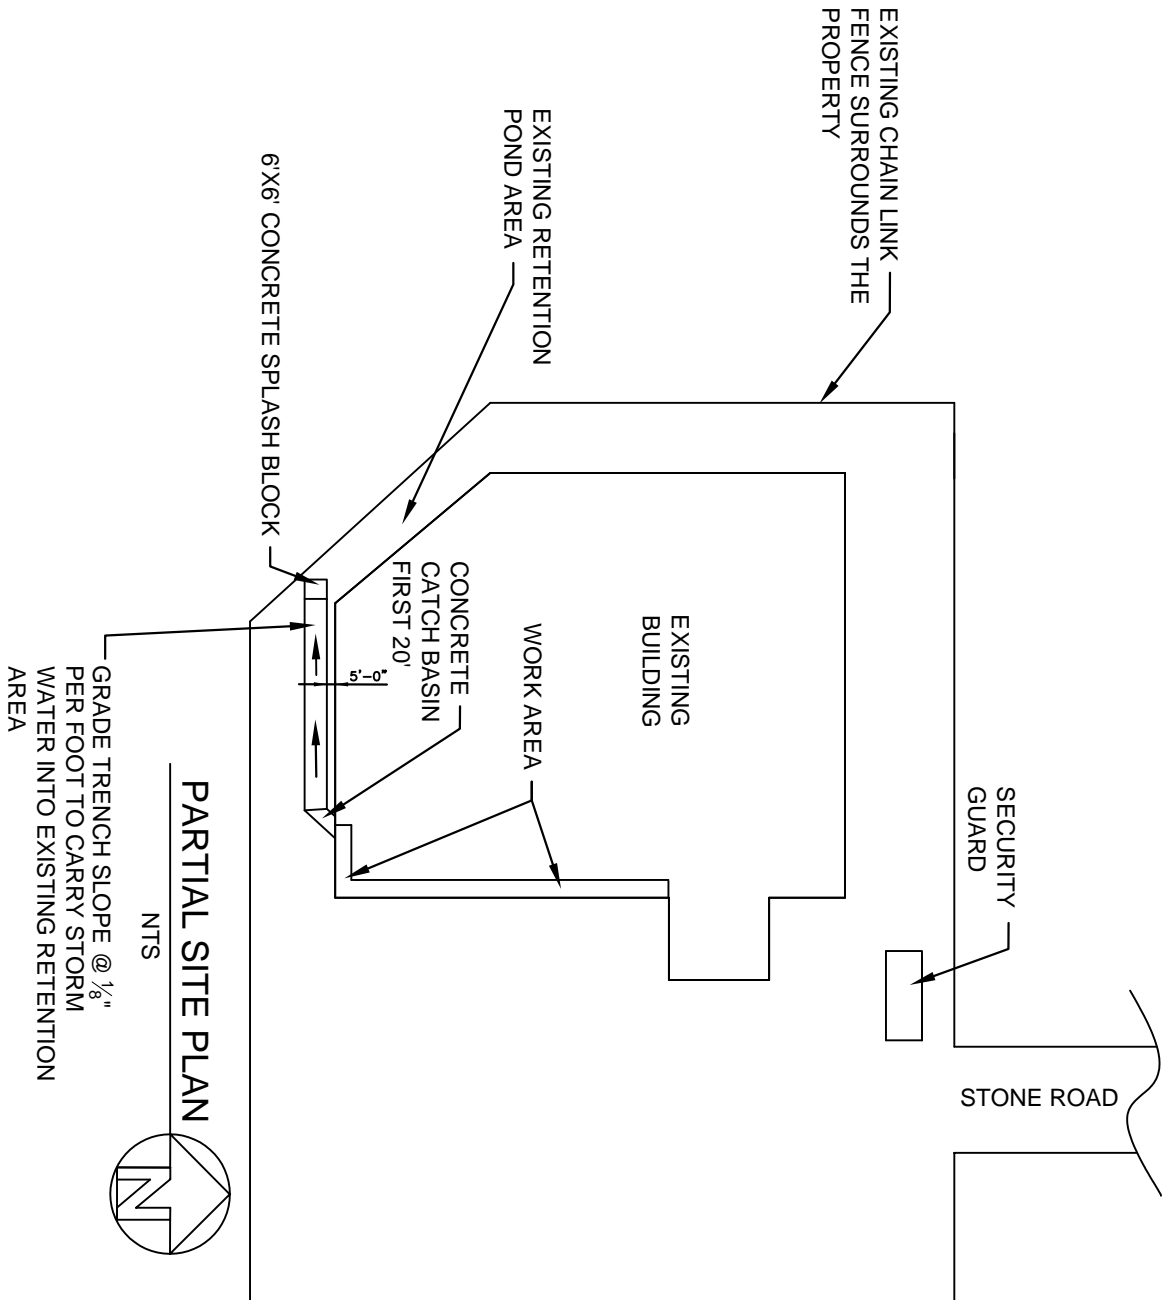 EXISTING CHAIN LINK
FENCE SURROUNDS THE
PROPERTY
EXISTING RETENTION
POND AREA
6'X6' CONCRETE SPLASH BLOCK
CONCRETE
CATCH BASIN
FIRST 20'
WORK AREA
EXISTING
BUILDING
SECURITY
GUARD
STONE ROAD
5'-0"
GRADE TRENCH SLOPE @ ⅛"
PER FOOT TO CARRY STORM
WATER INTO EXISTING RETENTION
AREA
PARTIAL SITE PLAN
NTS
N